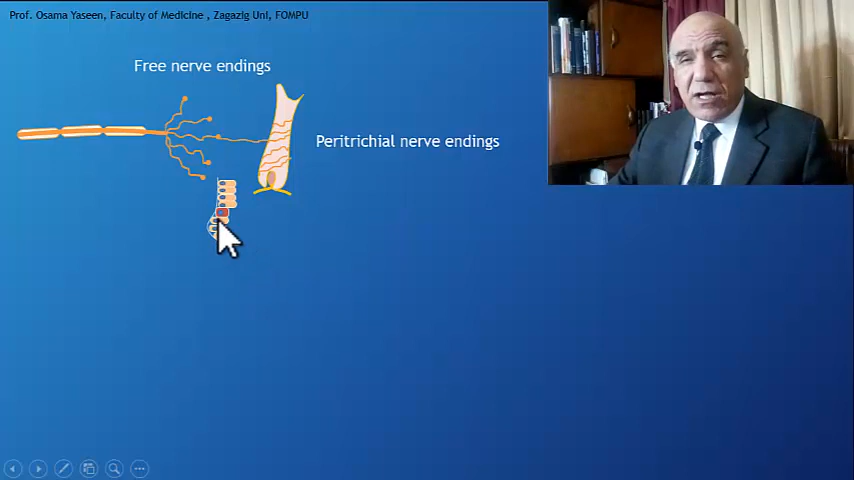 Prof. Osama Yaseen, Faculty of Medicine , Zagazig Uni, FOMPU
Free nerve endings
Peritrichial nerve endings